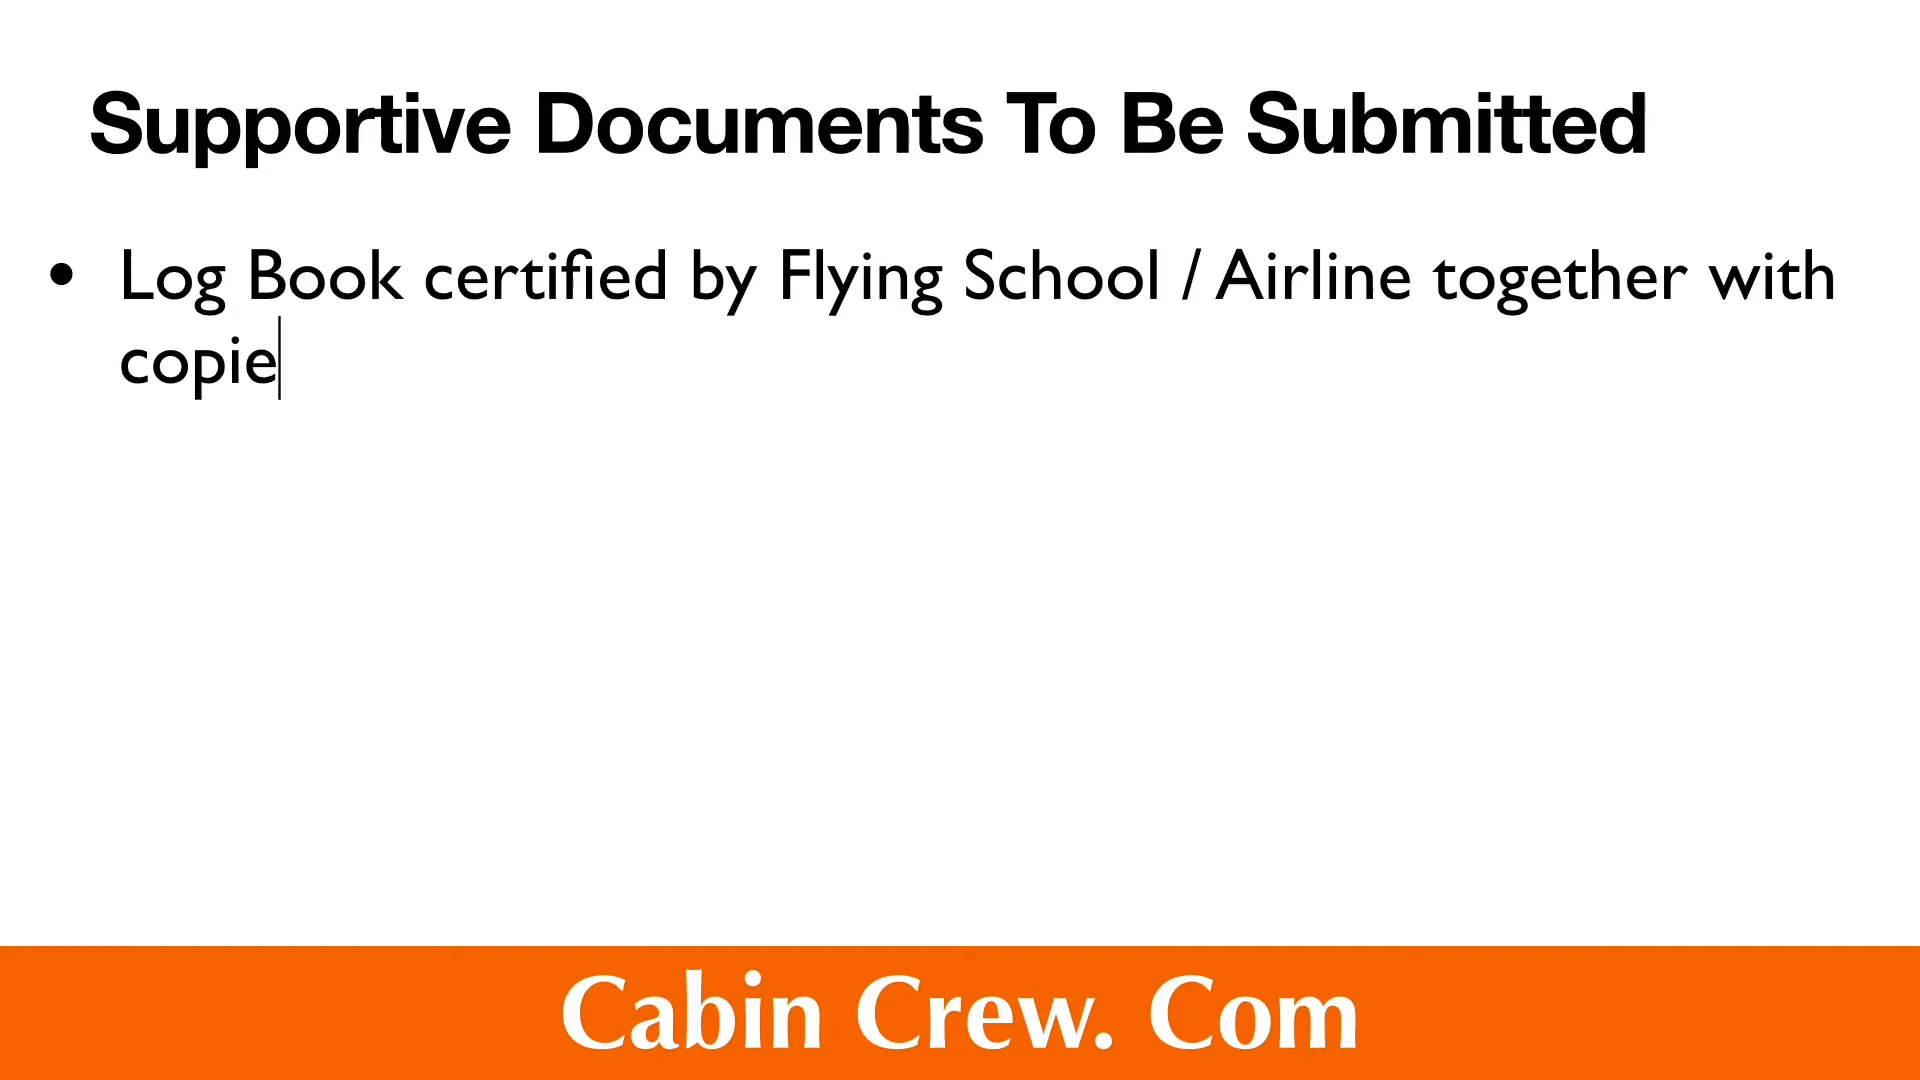 Supportive Documents To Be Submitted
• Log Book certified by Flying School / Airline together with
copie
Cabin Crew. Com